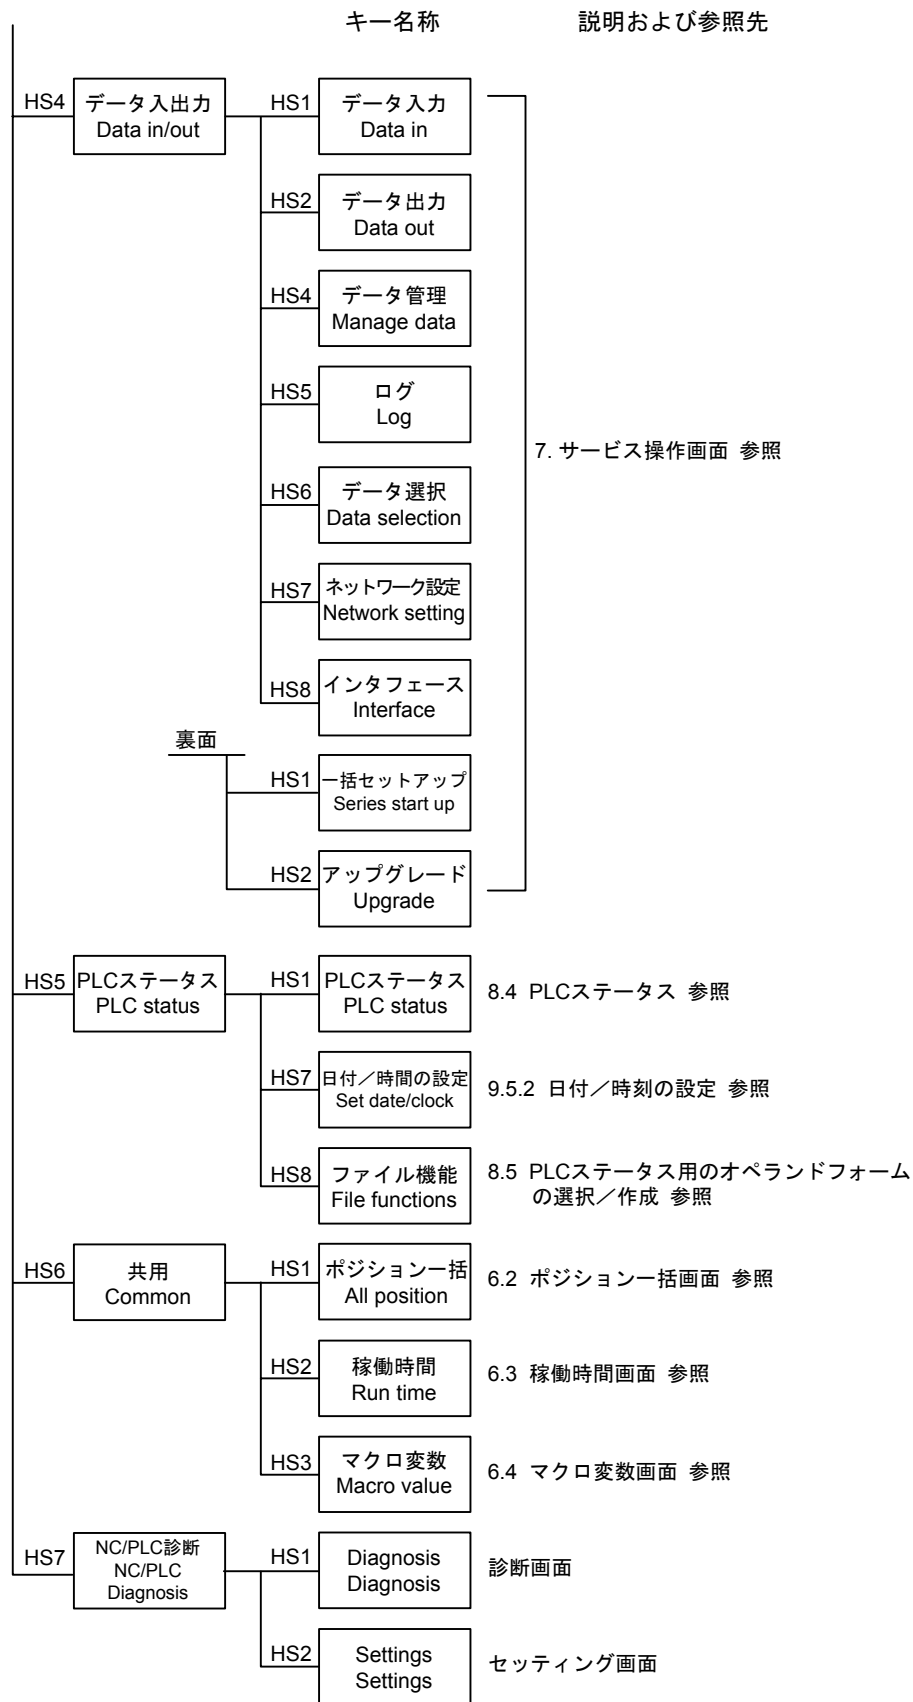 キー名称
説明および参照先
HS4
データ入出力
Data in/out
HS1
データ入力
Data in
HS2
データ出力
Data out
HS4
データ管理
Manage data
HS5
ログ
Log
7. サービス操作画面 参照
HS6
データ選択
Data selection
HS7
ネットワーク設定
Network setting
HS8
インタフェース
Interface
裏面
HS1
一括セットアップ
Series start up
HS2
アップグレード
Upgrade
HS5
PLCステータス
PLC status
HS1
PLCステータス
PLC status
8.4 PLCステータス 参照
HS7
日付／時間の設定
Set date/clock
9.5.2 日付／時刻の設定 参照
HS8
ファイル機能
File functions
8.5 PLCステータス用のオペランドフォーム
の選択／作成 参照
HS6
共用
Common
HS1
ポジション一括
All position
6.2 ポジション一括画面 参照
HS2
稼働時間
Run time
6.3 稼働時間画面 参照
HS3
マクロ変数
Macro value
6.4 マクロ変数画面 参照
HS7
NC/PLC診断
NC/PLC
Diagnosis
HS1
Diagnosis
Diagnosis
診断画面
HS2
Settings
Settings
セッティング画面